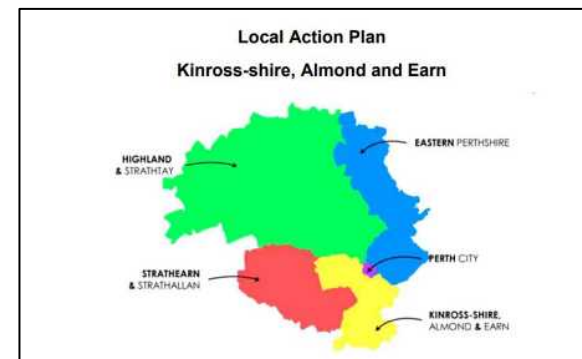 Local Action Plan
Kinross-shire, Almond and Earn
HIGHLAND
& STRATHTAY
EASTERN PERTHSHIRE
STRATHEARN
& STRATHALLAN
PERTH CITY
KINROSS-SHIRE,
ALMOND & EARN